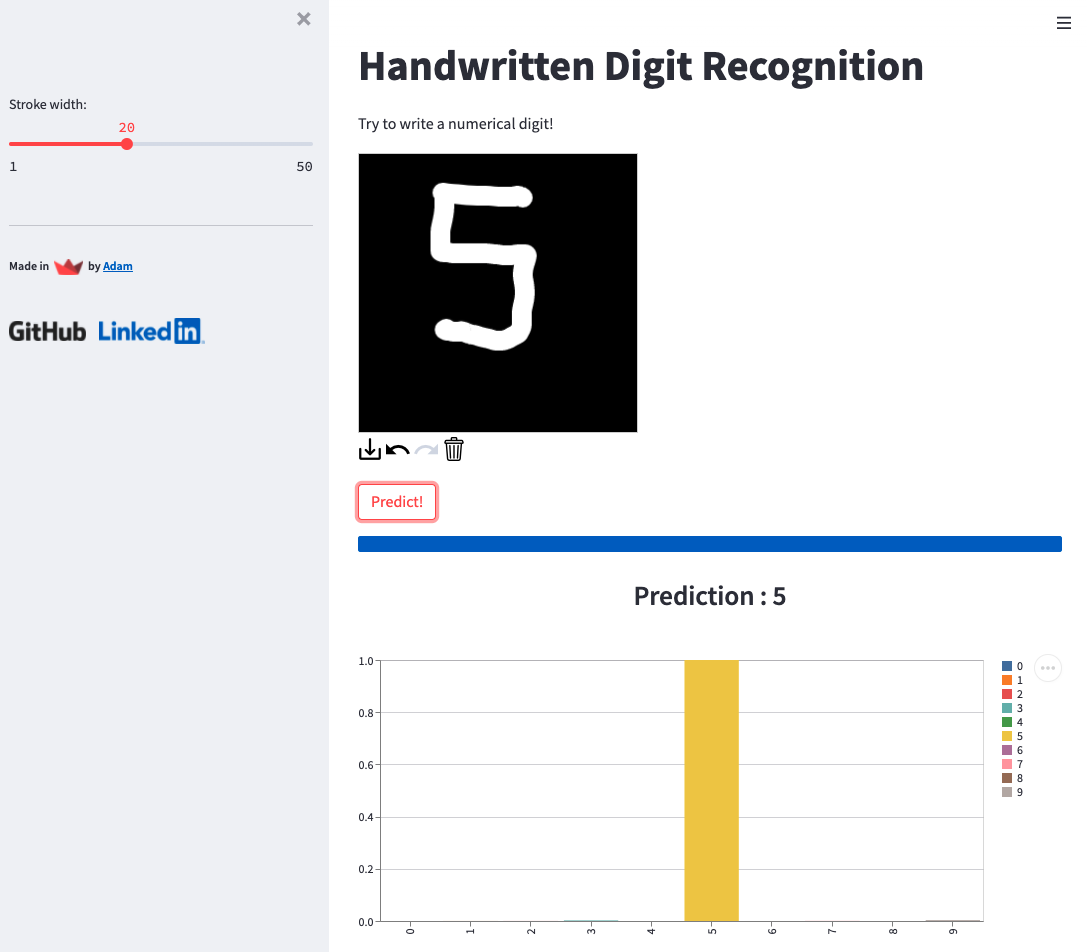 ×
Stroke width:
20
1 50
Made in by Adam
GitHub LinkedIn
Handwritten Digit Recognition
Try to write a numerical digit!
5
Predict!
Prediction : 5
1.0
0.8
0.6
0.4
0.2
0.0
0 1 2 3 4 5 6 7 8 9
0
1
2
3
4
5
6
7
8
9